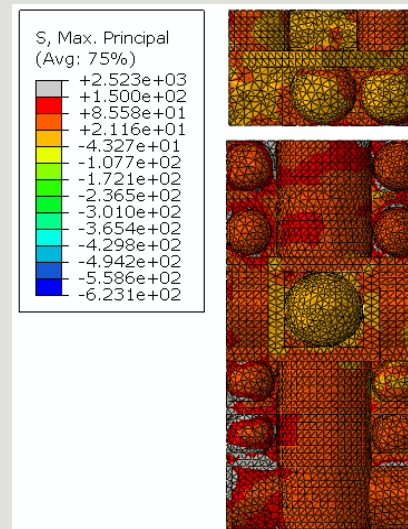 S, Max. Principal
(Avg: 75%)
+2.523e+03
+1.500e+02
+8.558e+01
+2.116e+01
-4.327e+01
-1.077e+02
-1.721e+02
-2.365e+02
-3.010e+02
-3.654e+02
-4.298e+02
-4.942e+02
-5.586e+02
-6.231e+02